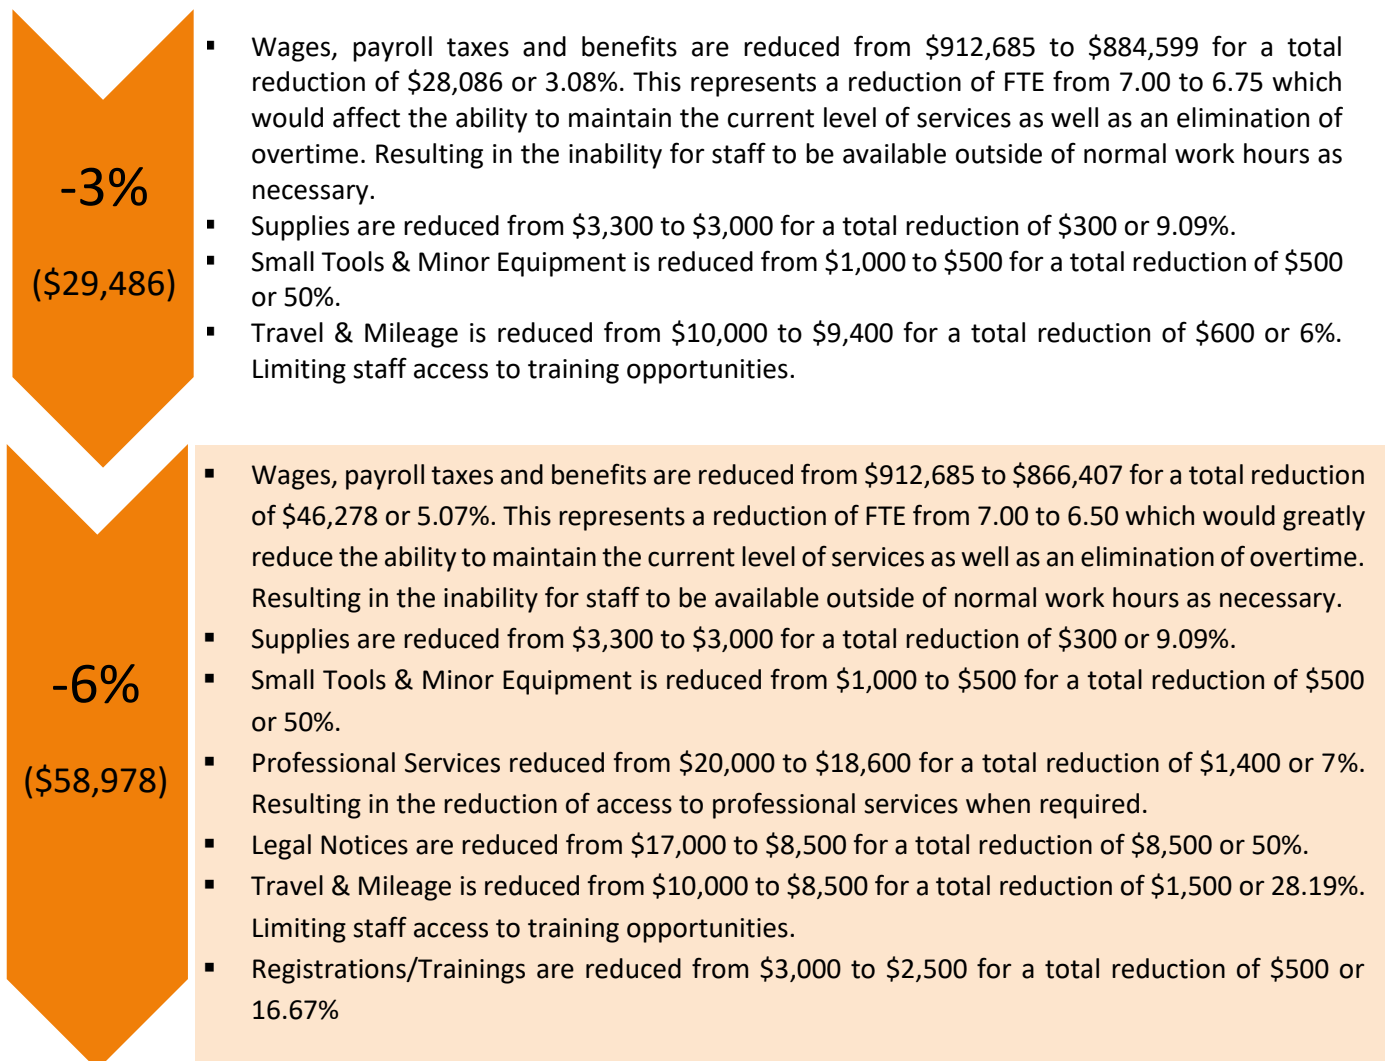 -3%
($29,486)
▪ Wages, payroll taxes and benefits are reduced from $912,685 to $884,599 for a total
reduction of $28,086 or 3.08%. This represents a reduction of FTE from 7.00 to 6.75 which
would affect the ability to maintain the current level of services as well as an elimination of
overtime. Resulting in the inability for staff to be available outside of normal work hours as
necessary.
▪ Supplies are reduced from $3,300 to $3,000 for a total reduction of $300 or 9.09%.
▪ Small Tools & Minor Equipment is reduced from $1,000 to $500 for a total reduction of $500
or 50%.
▪ Travel & Mileage is reduced from $10,000 to $9,400 for a total reduction of $600 or 6%.
Limiting staff access to training opportunities.
-6%
($58,978)
▪ Wages, payroll taxes and benefits are reduced from $912,685 to $866,407 for a total reduction
of $46,278 or 5.07%. This represents a reduction of FTE from 7.00 to 6.50 which would greatly
reduce the ability to maintain the current level of services as well as an elimination of overtime.
Resulting in the inability for staff to be available outside of normal work hours as necessary.
▪ Supplies are reduced from $3,300 to $3,000 for a total reduction of $300 or 9.09%.
▪ Small Tools & Minor Equipment is reduced from $1,000 to $500 for a total reduction of $500
or 50%.
▪ Professional Services reduced from $20,000 to $18,600 for a total reduction of $1,400 or 7%.
Resulting in the reduction of access to professional services when required.
▪ Legal Notices are reduced from $17,000 to $8,500 for a total reduction of $8,500 or 50%.
▪ Travel & Mileage is reduced from $10,000 to $8,500 for a total reduction of $1,500 or 28.19%.
Limiting staff access to training opportunities.
▪ Registrations/Trainings are reduced from $3,000 to $2,500 for a total reduction of $500 or
16.67%